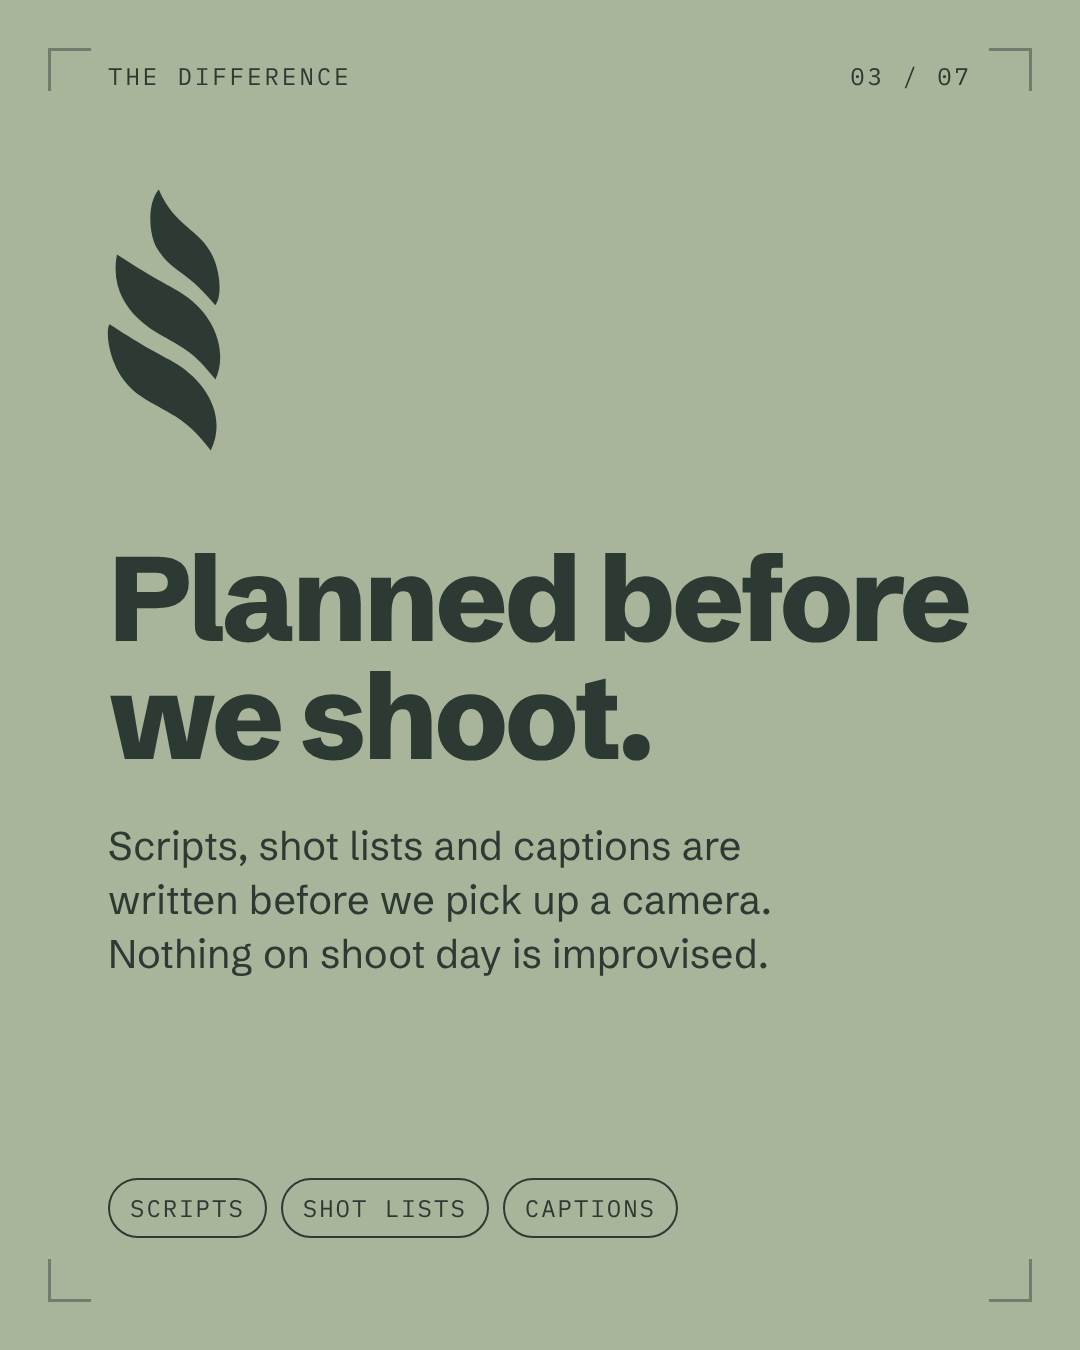 THE DIFFERENCE
03 / 07
Planned before
we shoot.
Scripts, shot lists and captions are
written before we pick up a camera.
Nothing on shoot day is improvised.
SCRIPTS
SHOT LISTS
CAPTIONS